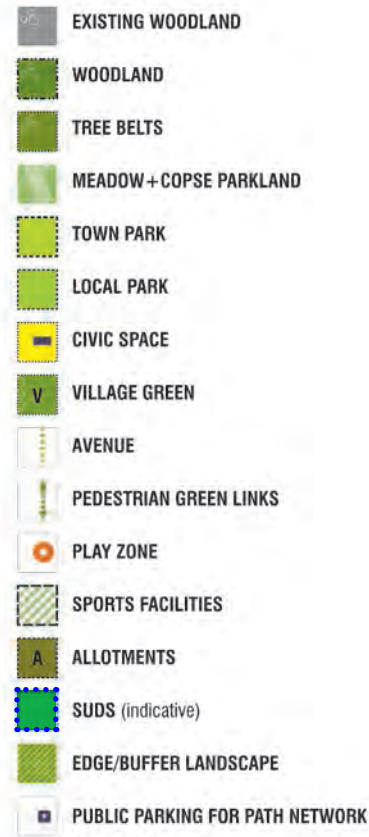 EXISTING WOODLAND
WOODLAND
TREE BELTS
MEADOW+COPSE PARKLAND
TOWN PARK
LOCAL PARK
CIVIC SPACE
V VILLAGE GREEN
AVENUE
PEDESTRIAN GREEN LINKS
PLAY ZONE
SPORTS FACILITIES
A ALLOTMENTS
SUDS (indicative)
EDGE/BUFFER LANDSCAPE
PUBLIC PARKING FOR PATH NETWORK